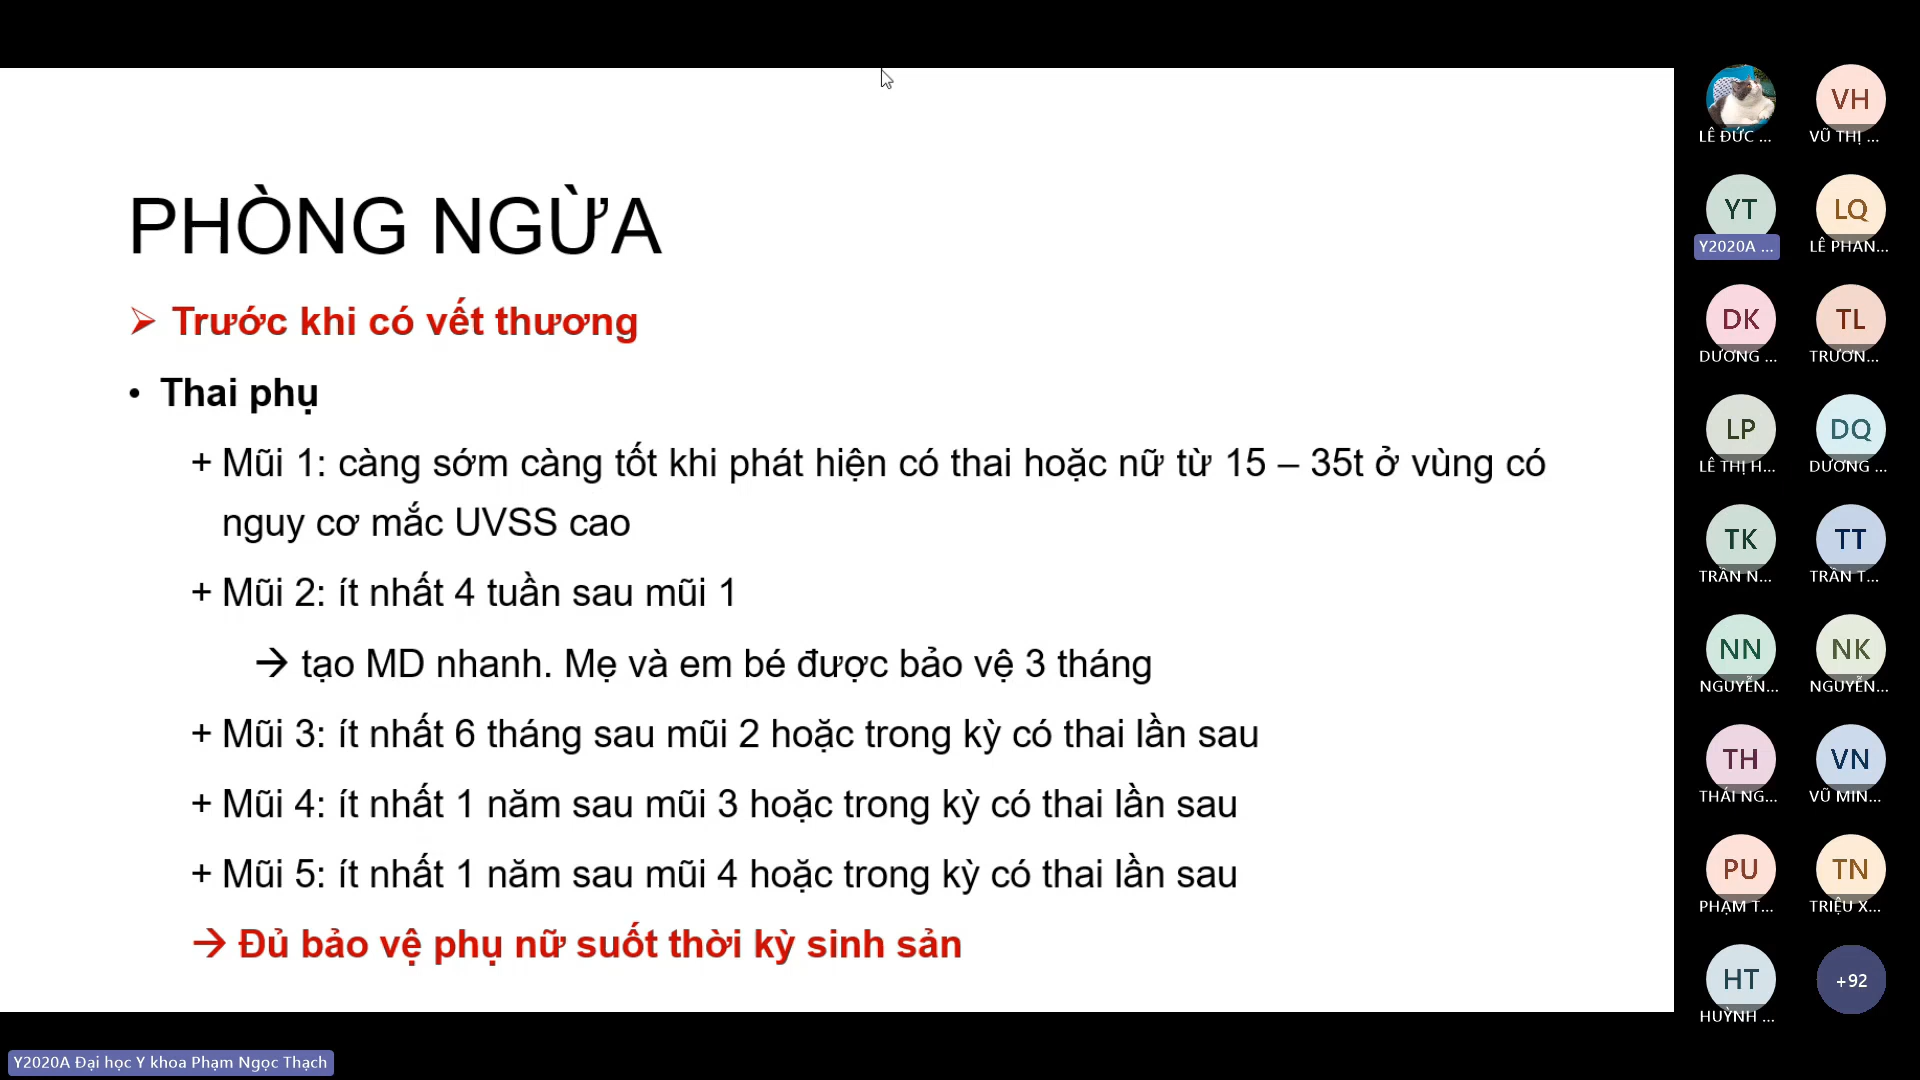 PHÒNG NGỪA
➢ Trước khi có vết thương
• Thai phụ
+ Mũi 1: càng sớm càng tốt khi phát hiện có thai hoặc nữ từ 15 – 35t ở vùng có
nguy cơ mắc UVSS cao
+ Mũi 2: ít nhất 4 tuần sau mũi 1
→ tạo MD nhanh. Mẹ và em bé được bảo vệ 3 tháng
+ Mũi 3: ít nhất 6 tháng sau mũi 2 hoặc trong kỳ có thai lần sau
+ Mũi 4: ít nhất 1 năm sau mũi 3 hoặc trong kỳ có thai lần sau
+ Mũi 5: ít nhất 1 năm sau mũi 4 hoặc trong kỳ có thai lần sau
→ Đủ bảo vệ phụ nữ suốt thời kỳ sinh sản
LÊ ĐỨC ...
VH
VŨ THỊ ...
YT
Y2020A ...
LQ
LÊ PHAN...
DK
DƯƠNG ...
TL
TRƯƠN...
LP
LÊ THỊ H...
DQ
DƯƠNG ...
TK
TRẦN N...
TT
TRẦN T...
NN
NGUYỄN...
NK
NGUYỄN...
TH
THÁI NG...
VN
VŨ MIN...
PU
PHẠM T...
TN
TRIỆU X...
HT
HUỲNH ...
+92
Y2020A Đại học Y khoa Phạm Ngọc Thạch